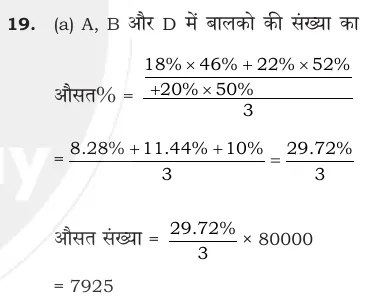 19. (a) A, B और D में बालको की संख्या का
औसत% = (18% × 46% + 22% × 52%
+20% × 50%) / 3
= (8.28% + 11.44% + 10%) / 3 = 29.72% / 3
औसत संख्या = 29.72% / 3 × 80000
= 7925